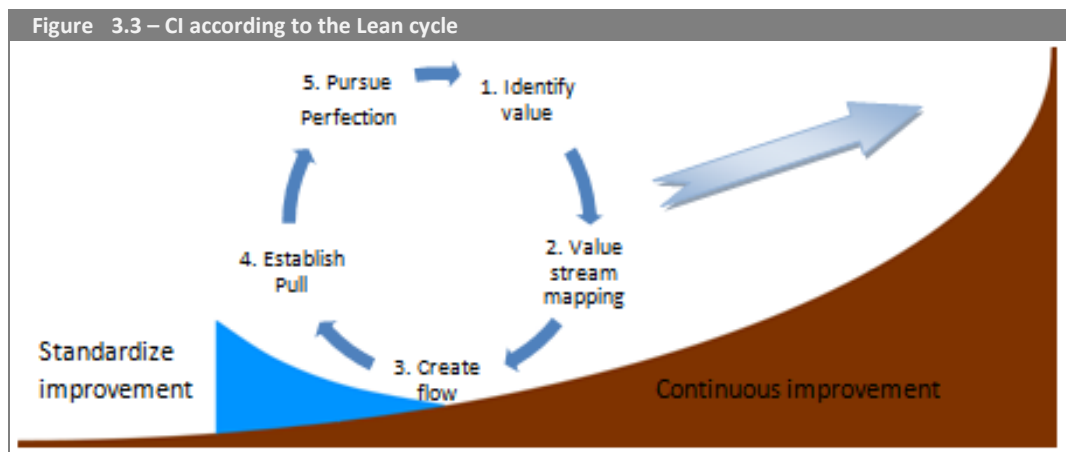 Figure 3.3 – CI according to the Lean cycle
5. Pursue
Perfection
1. Identify
value
2. Value
stream
mapping
3. Create
flow
4. Establish
Pull
Standardize
improvement
Continuous improvement